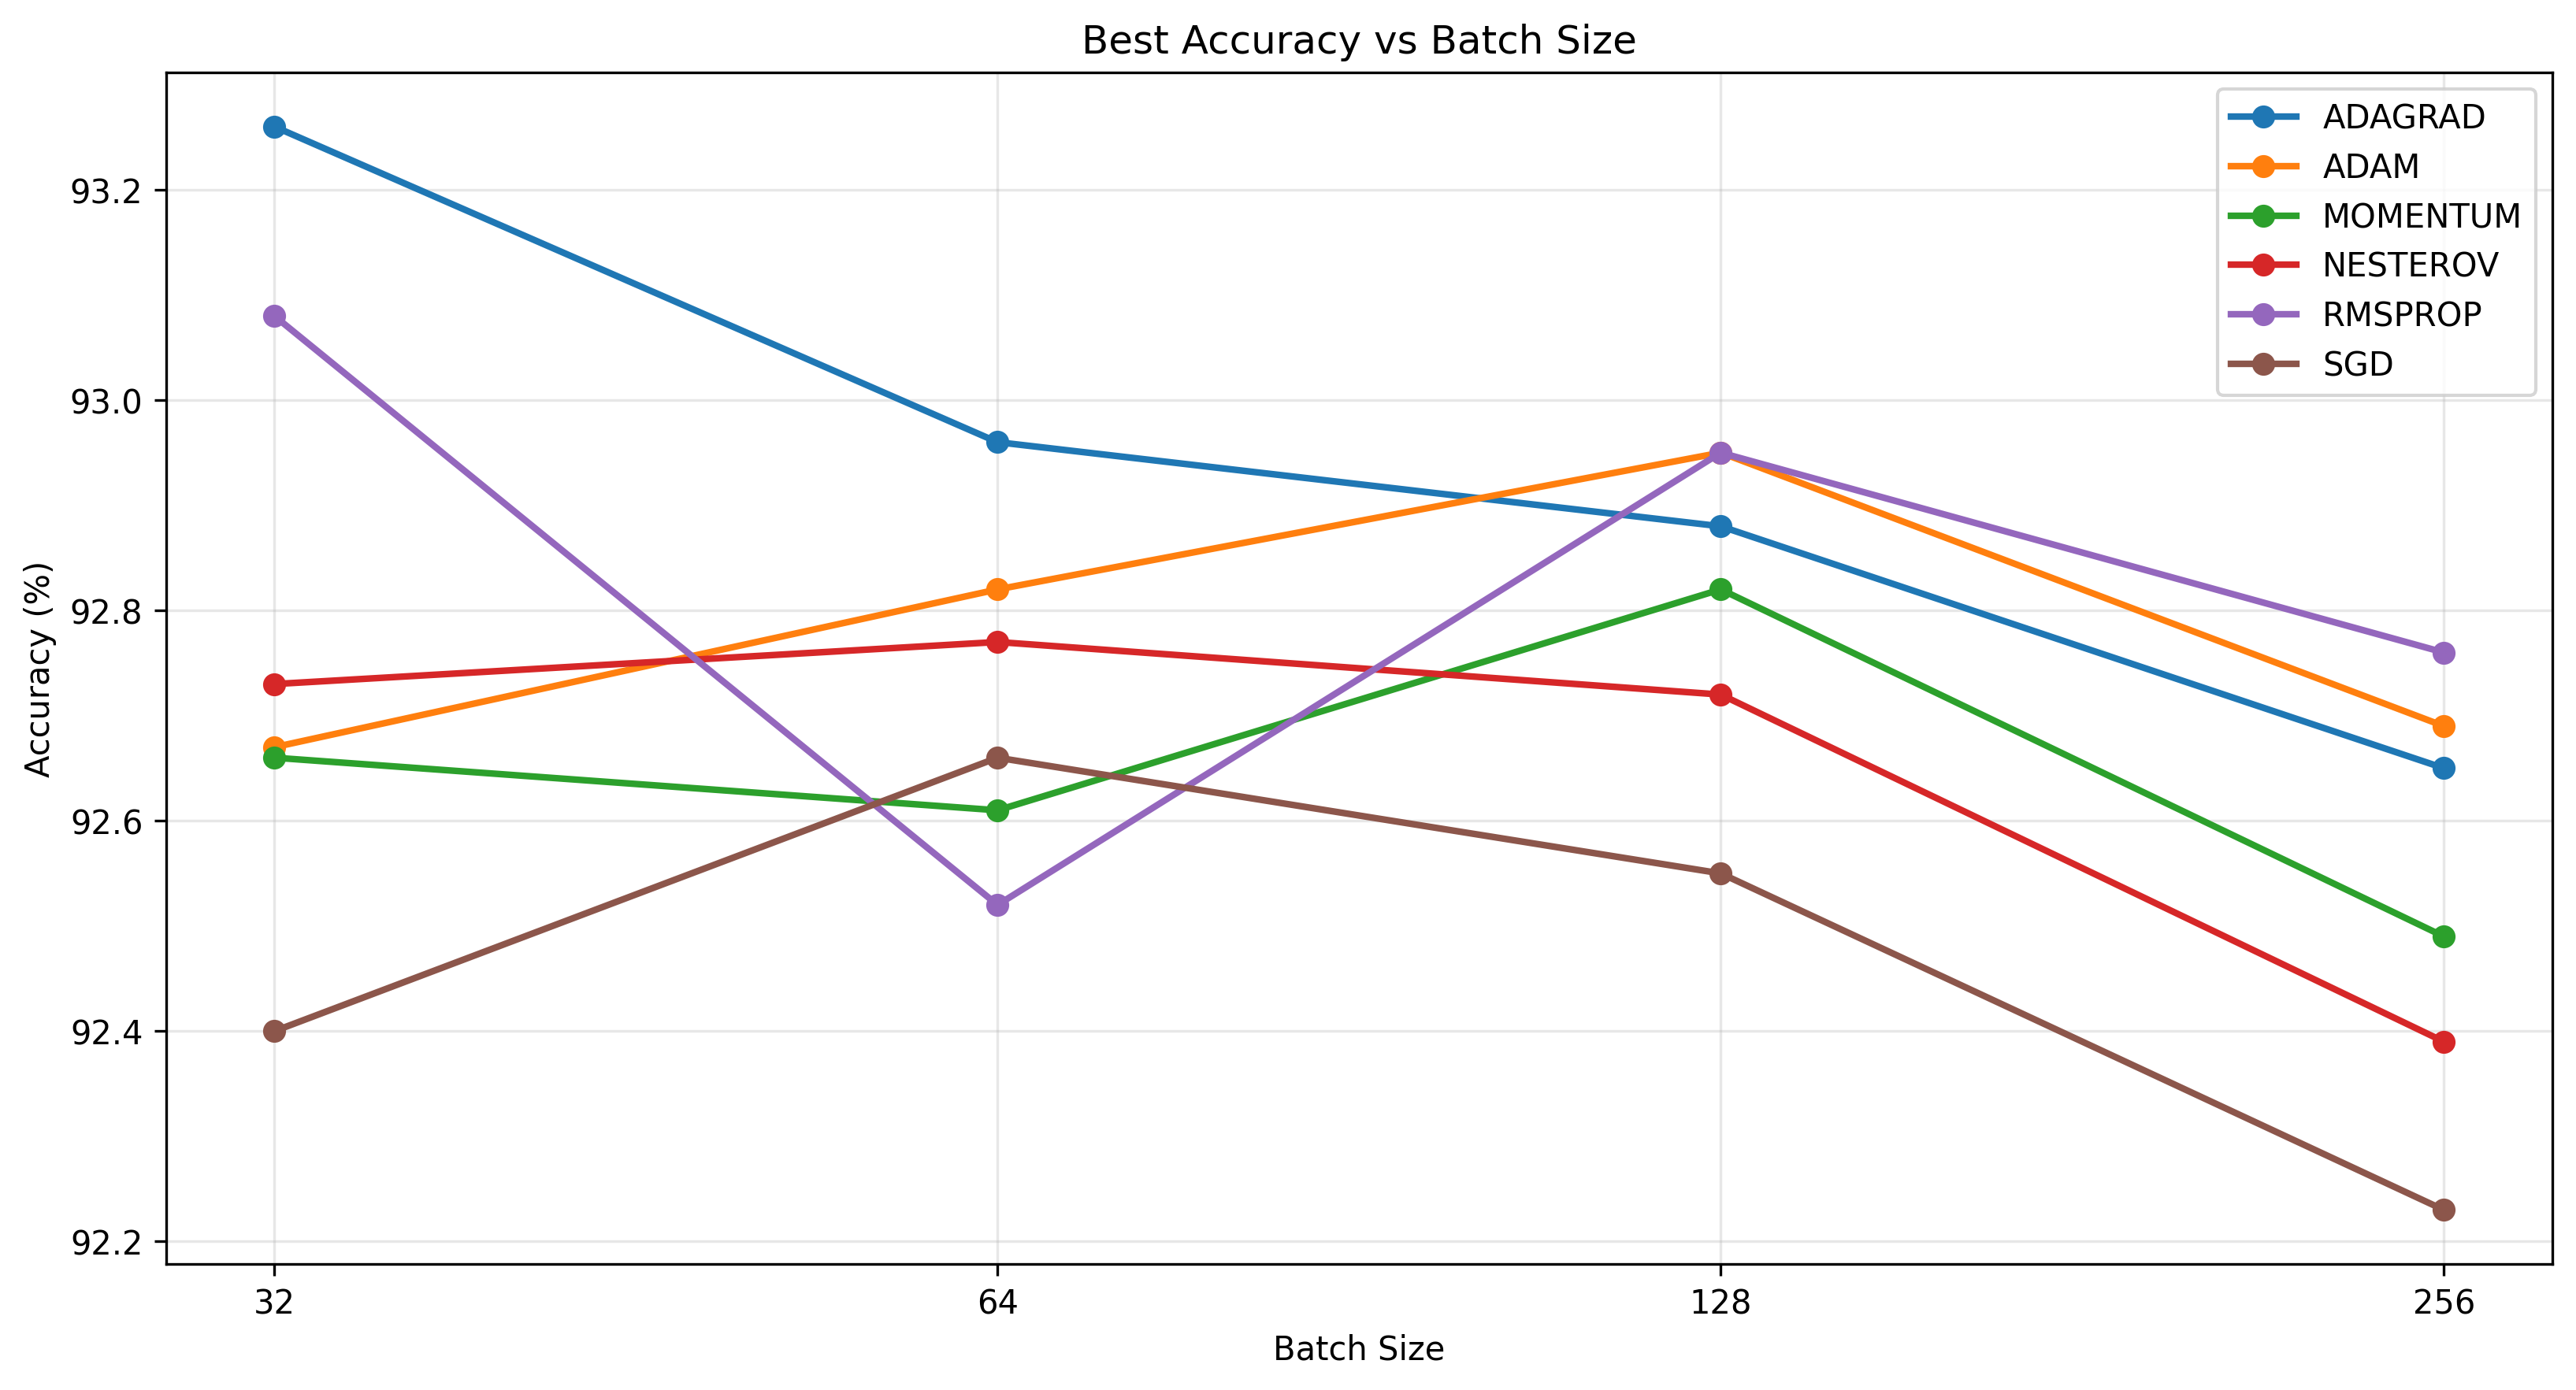 Best Accuracy vs Batch Size
ADAGRAD
ADAM
MOMENTUM
NESTEROV
RMSPROP
SGD
Accuracy (%)
93.2
93.0
92.8
92.6
92.4
92.2
32 64 128 256
Batch Size